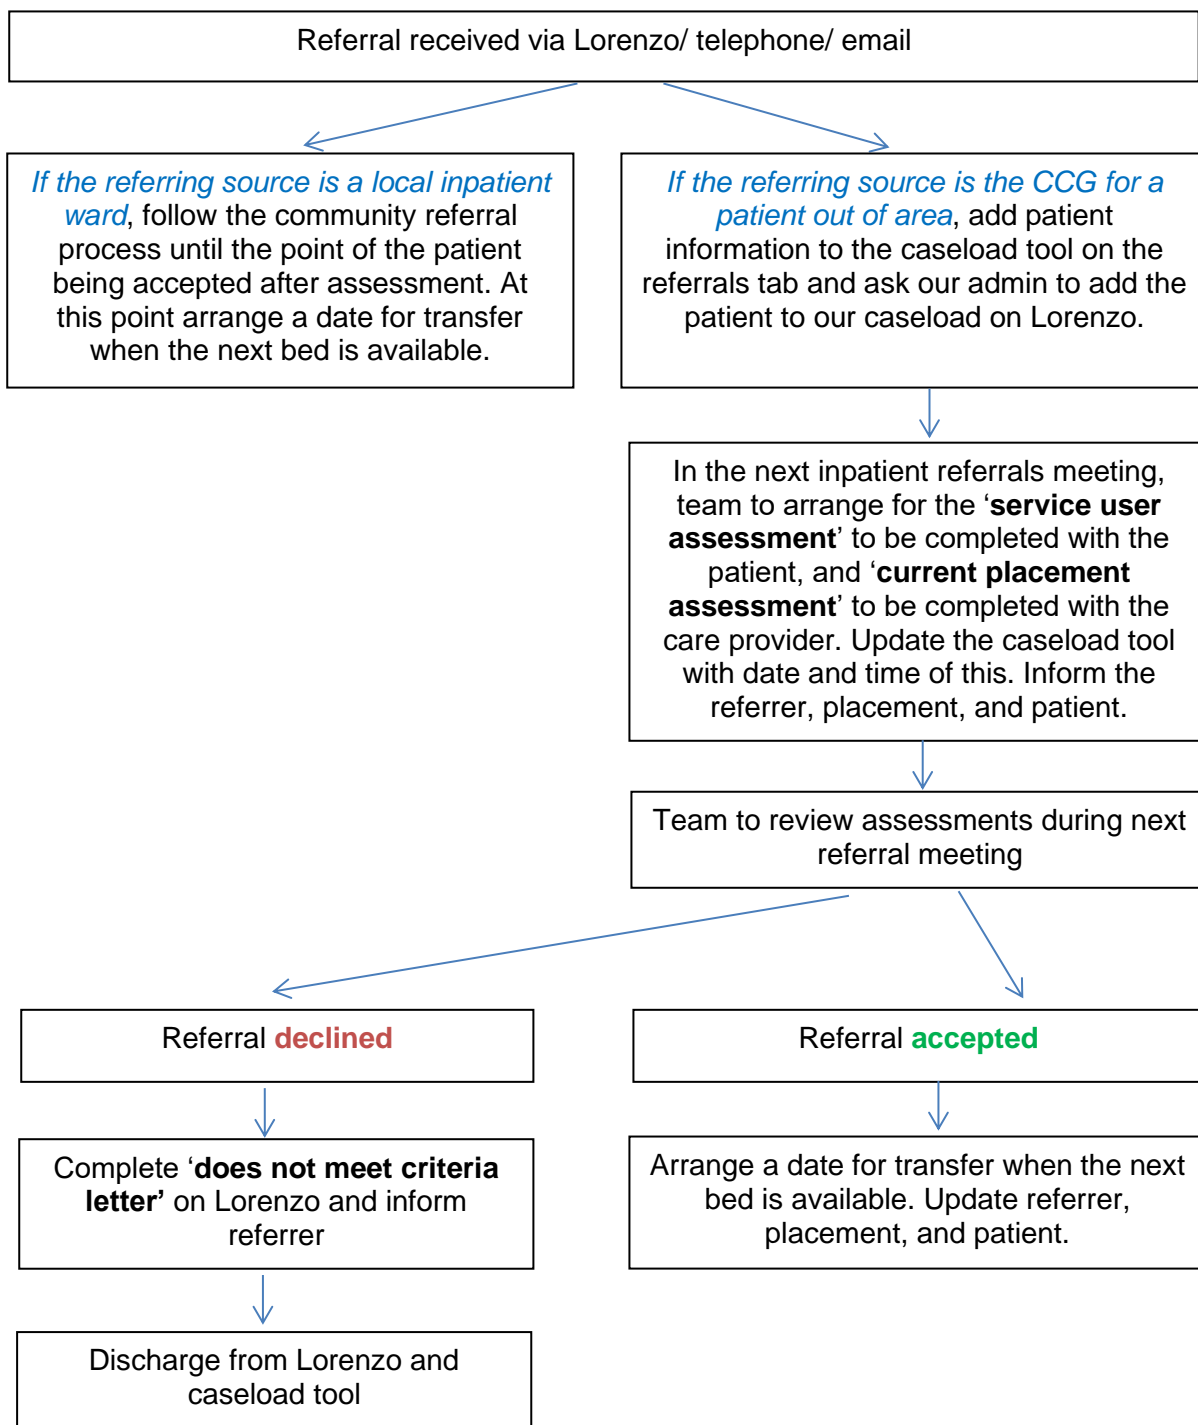 Referral received via Lorenzo/ telephone/ email
If the referring source is a local inpatient
ward, follow the community referral
process until the point of the patient
being accepted after assessment. At
this point arrange a date for transfer
when the next bed is available.
If the referring source is the CCG for a
patient out of area, add patient
information to the caseload tool on the
referrals tab and ask our admin to add the
patient to our caseload on Lorenzo.
In the next inpatient referrals meeting,
team to arrange for the ‘service user
assessment’ to be completed with the
patient, and ‘current placement
assessment’ to be completed with the
care provider. Update the caseload tool
with date and time of this. Inform the
referrer, placement, and patient.
Team to review assessments during next
referral meeting
Referral declined
Referral accepted
Complete ‘does not meet criteria
letter’ on Lorenzo and inform
referrer
Arrange a date for transfer when the next
bed is available. Update referrer,
placement, and patient.
Discharge from Lorenzo and
caseload tool